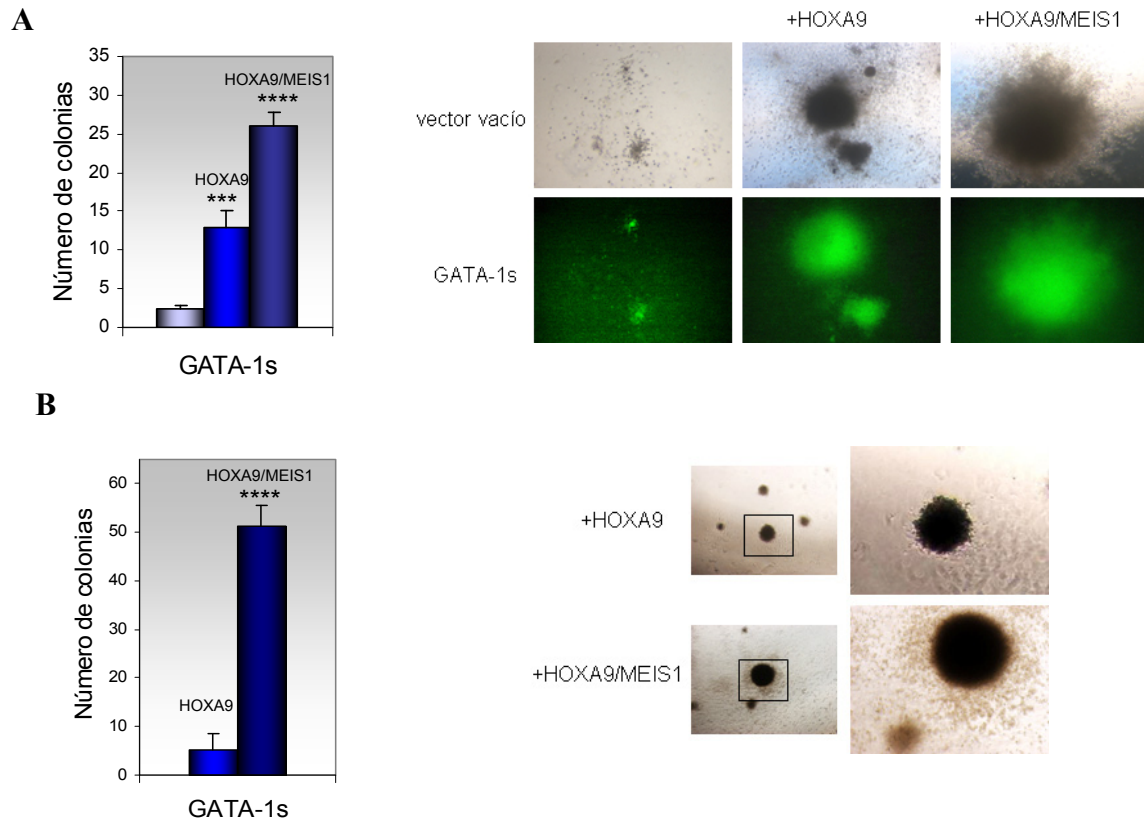 A
Número de colonias
35
30
25
20
15
10
5
0
HOXA9
***
HOXA9/MEIS1
****
GATA-1s
+HOXA9
+HOXA9/MEIS1
vector vacío
GATA-1s
B
Número de colonias
60
50
40
30
20
10
0
HOXA9
HOXA9/MEIS1
****
GATA-1s
+HOXA9
+HOXA9/MEIS1